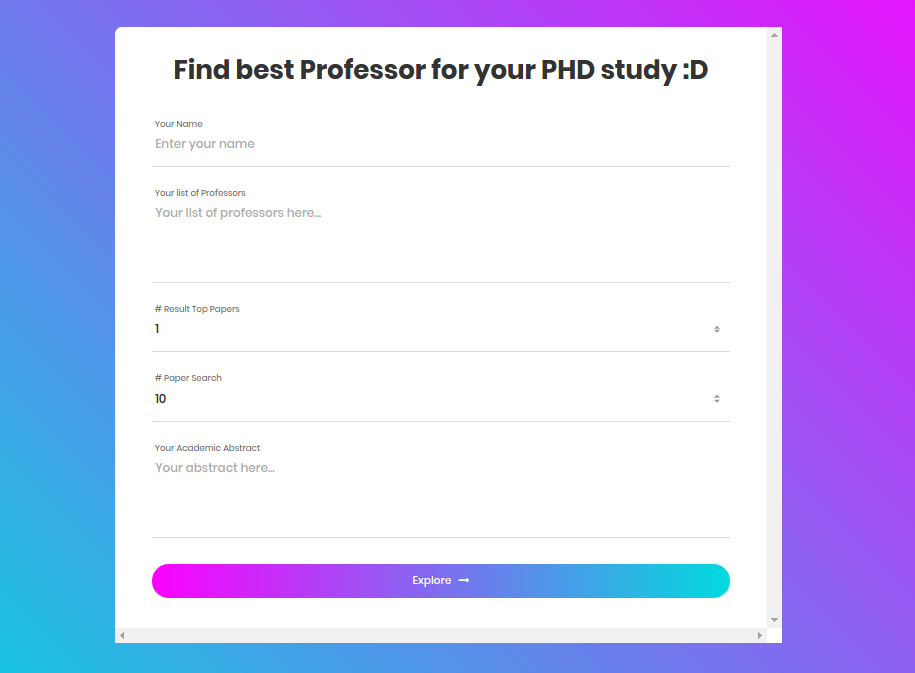 Find best Professor for your PHD study :D
Your Name
Enter your name
Your list of Professors
Your list of professors here...
# Result Top Papers
1
# Paper Search
10
Your Academic Abstract
Your abstract here...
Explore